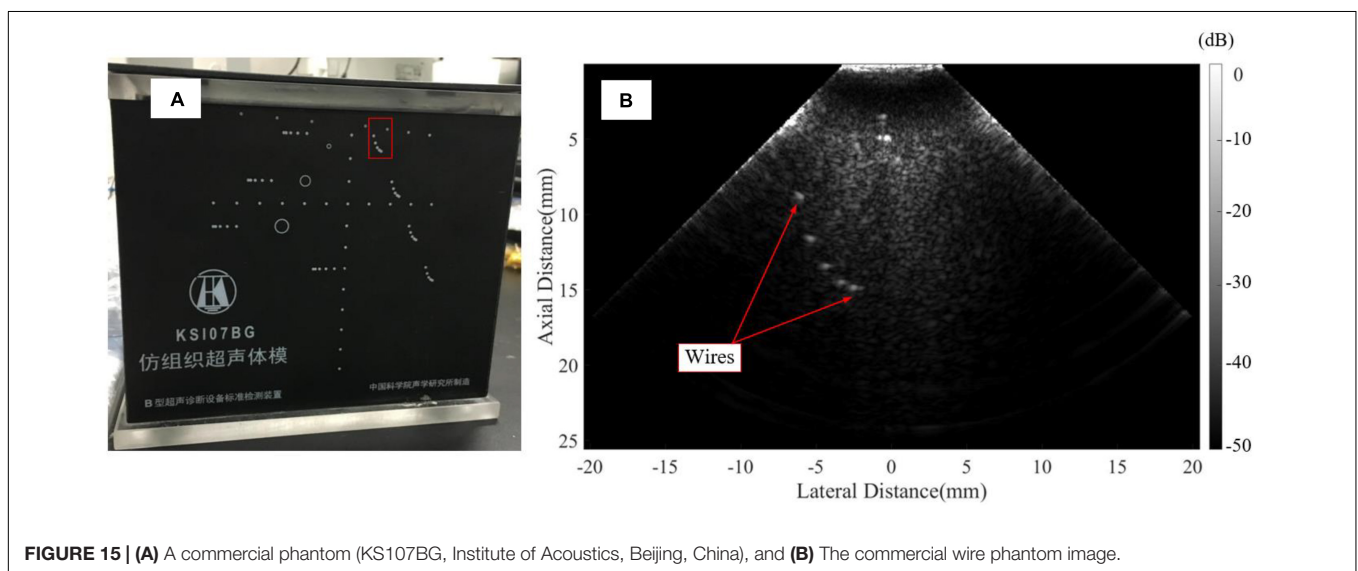 A
KSI07BG
仿组织超声体模
B型超声诊断设备标准检测装置
中国科学院声学研究所制造
B
(dB)
0
-10
-20
-30
-40
-50
Axial Distance(mm)
5
10
15
20
25
Wires
-20 -15 -10 -5 0 5 10 15 20
Lateral Distance(mm)
FIGURE 15 | (A) A commercial phantom (KS107BG, Institute of Acoustics, Beijing, China), and (B) The commercial wire phantom image.